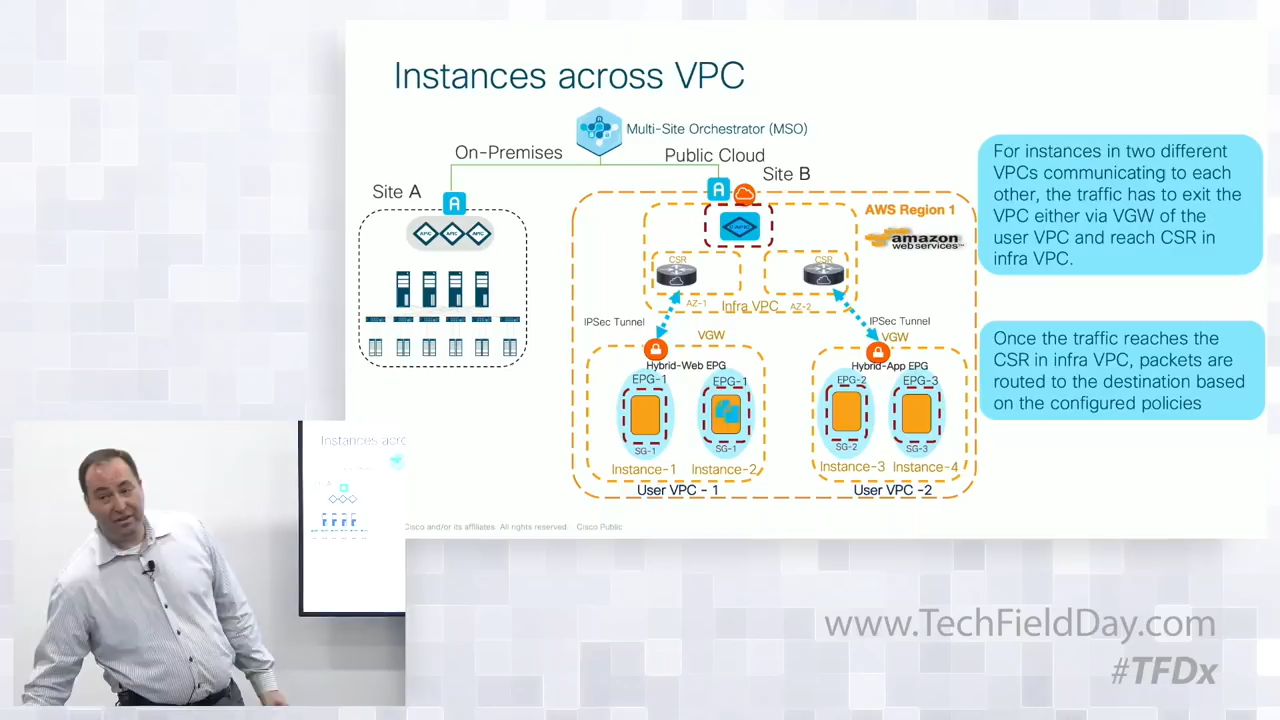 Instances across VPC
Multi-Site Orchestrator (MSO)
On-Premises
Public Cloud
Site A
Site B
A
A
AWS Region 1
amazon
web services™
APIC
APIC
APIC
CSR
CSR
AZ-1
Infra VPC
AZ-2
IPSec Tunnel
IPSec Tunnel
VGW
VGW
Hybrid-Web EPG
Hybrid-App EPG
EPG-1
EPG-1
EPG-2
EPG-3
SG-1
SG-1
SG-2
SG-3
Instance-1
Instance-2
Instance-3
Instance-4
User VPC - 1
User VPC -2
For instances in two different
VPCs communicating to each
other, the traffic has to exit the
VPC either via VGW of the
user VPC and reach CSR in
infra VPC.
Once the traffic reaches the
CSR in infra VPC, packets are
routed to the destination based
on the configured policies
Cisco and/or its affiliates. All rights reserved
Cisco Public
Instances acro
www.TechFieldDay.com
#TFDx